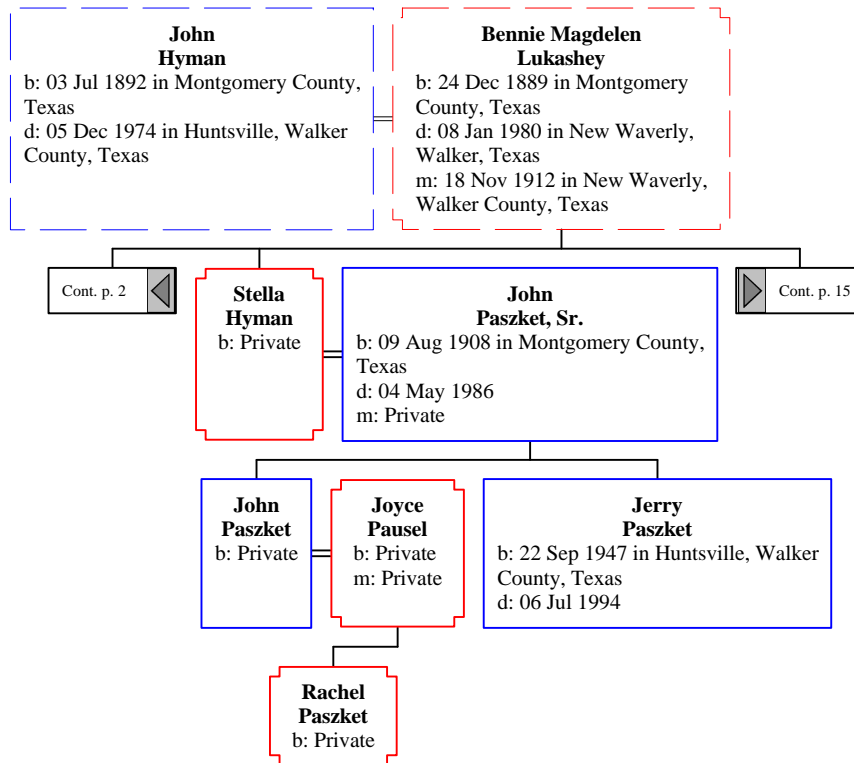 John
Hyman
b: 03 Jul 1892 in Montgomery County,
Texas
d: 05 Dec 1974 in Huntsville, Walker
County, Texas
Bennie Magdelen
Lukashey
b: 24 Dec 1889 in Montgomery
County, Texas
d: 08 Jan 1980 in New Waverly,
Walker, Texas
m: 18 Nov 1912 in New Waverly,
Walker County, Texas
Cont. p. 2
Stella
Hyman
b: Private
John
Paszket, Sr.
b: 09 Aug 1908 in Montgomery County,
Texas
d: 04 May 1986
m: Private
Cont. p. 15
John
Paszket
b: Private
Joyce
Pausel
b: Private
m: Private
Jerry
Paszket
b: 22 Sep 1947 in Huntsville, Walker
County, Texas
d: 06 Jul 1994
Rachel
Paszket
b: Private